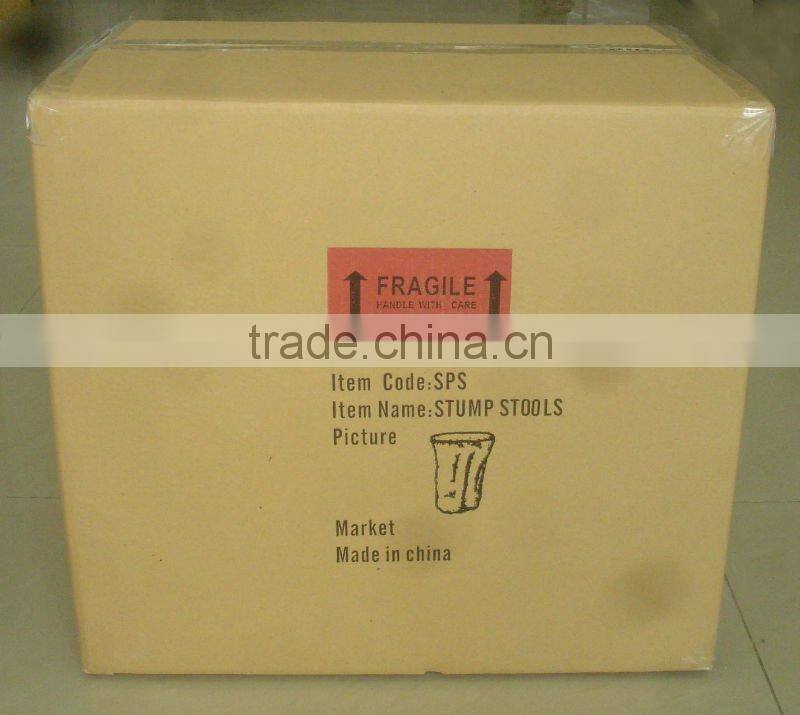 FRAGILE
HANDLE WITH CARE
trade.china.cn
Item Code:SPS
Item Name:STUMP STOOLS
Picture
Market
Made in china